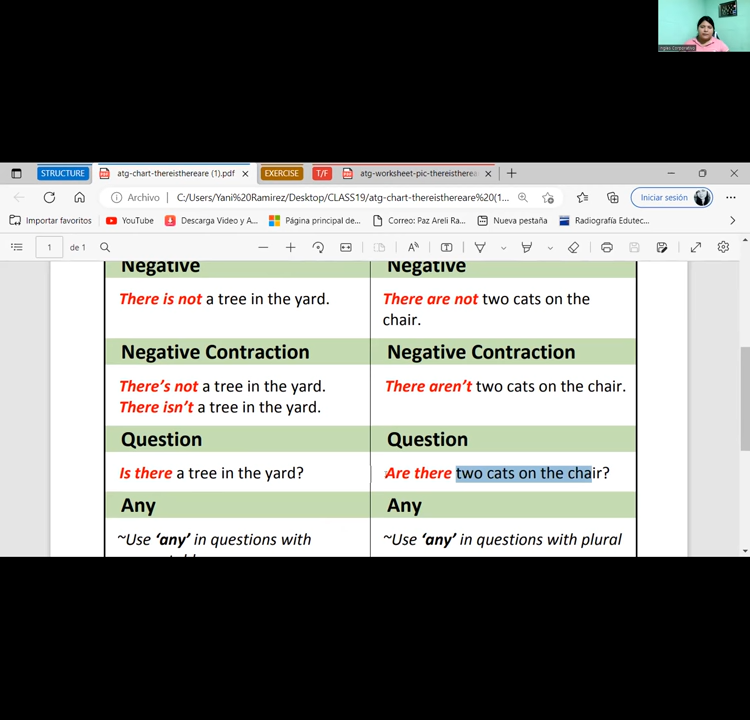 STRUCTURE
atg-chart-thereisthereare (1).pdf
EXERCISE
T/F
atg-worksheet-pic-thereistherea
Archivo
C:/Users/Yani%20Ramirez/Desktop/CLASS19/atg-chart-thereisthereare%20(1...
Iniciar sesión
Importar favoritos
YouTube
Descarga Video y A...
Página principal de...
Correo: Paz Areli Ra...
Nueva pestaña
Radiografía Edutec...
1
de 1
Negative
Negative
There is not a tree in the yard.
There are not two cats on the
chair.
Negative Contraction
Negative Contraction
There's not a tree in the yard.
There isn't a tree in the yard.
There aren't two cats on the chair.
Question
Question
Is there a tree in the yard?
Are there two cats on the chair?
Any
Any
~Use 'any' in questions with
~Use 'any' in questions with plural